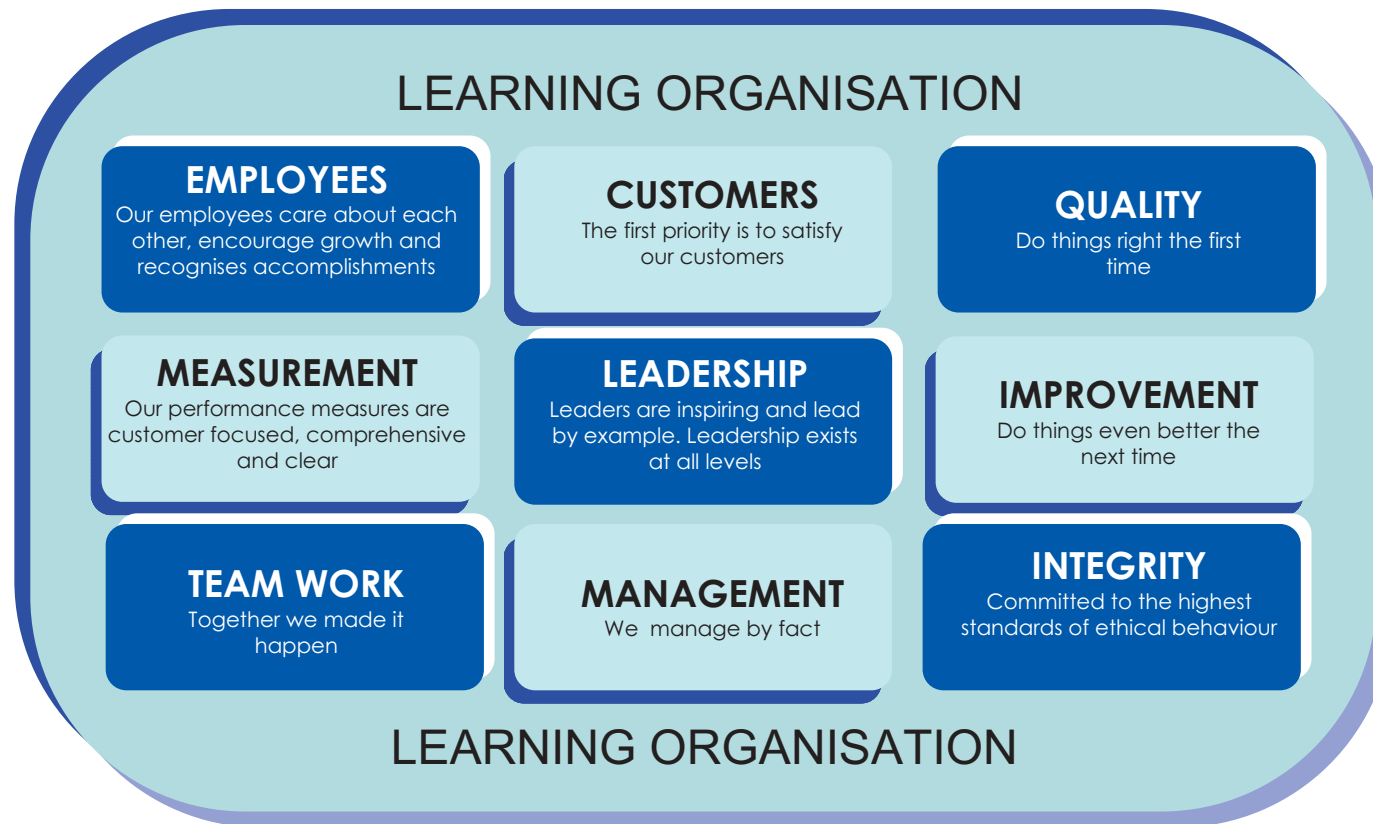 LEARNING ORGANISATION
EMPLOYEES
Our employees care about each
other, encourage growth and
recognises accomplishments
CUSTOMERS
The first priority is to satisfy
our customers
QUALITY
Do things right the first
time
MEASUREMENT
Our performance measures are
customer focused, comprehensive
and clear
LEADERSHIP
Leaders are inspiring and lead
by example. Leadership exists
at all levels
IMPROVEMENT
Do things even better the
next time
TEAM WORK
Together we made it
happen
MANAGEMENT
We  manage by fact
INTEGRITY
Committed to the highest
standards of ethical behaviour
LEARNING ORGANISATION